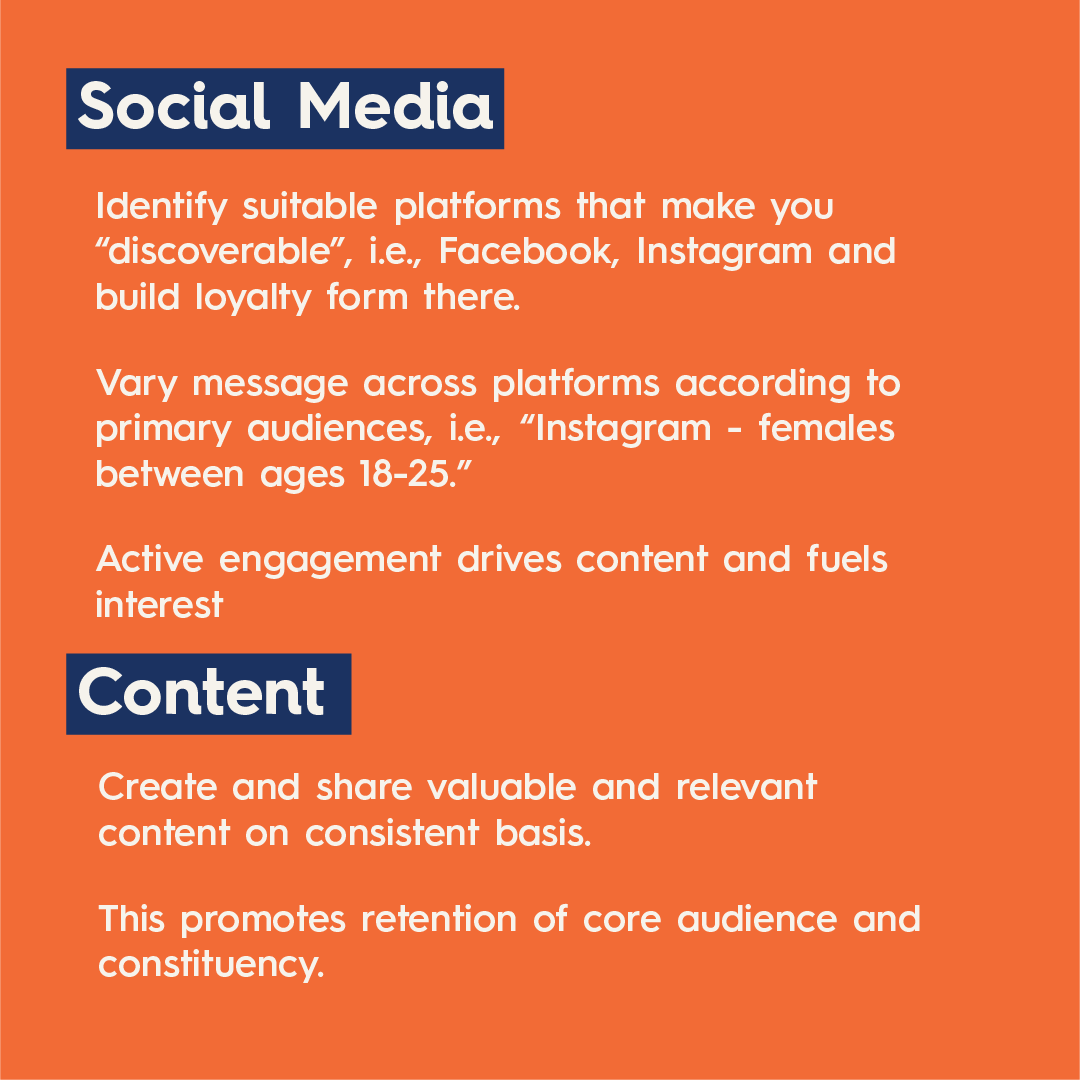 Social Media
Identify suitable platforms that make you
“discoverable”, i.e., Facebook, Instagram and
build loyalty form there.
Vary message across platforms according to
primary audiences, i.e., “Instagram - females
between ages 18-25.”
Active engagement drives content and fuels
interest
Content
Create and share valuable and relevant
content on consistent basis.
This promotes retention of core audience and
constituency.